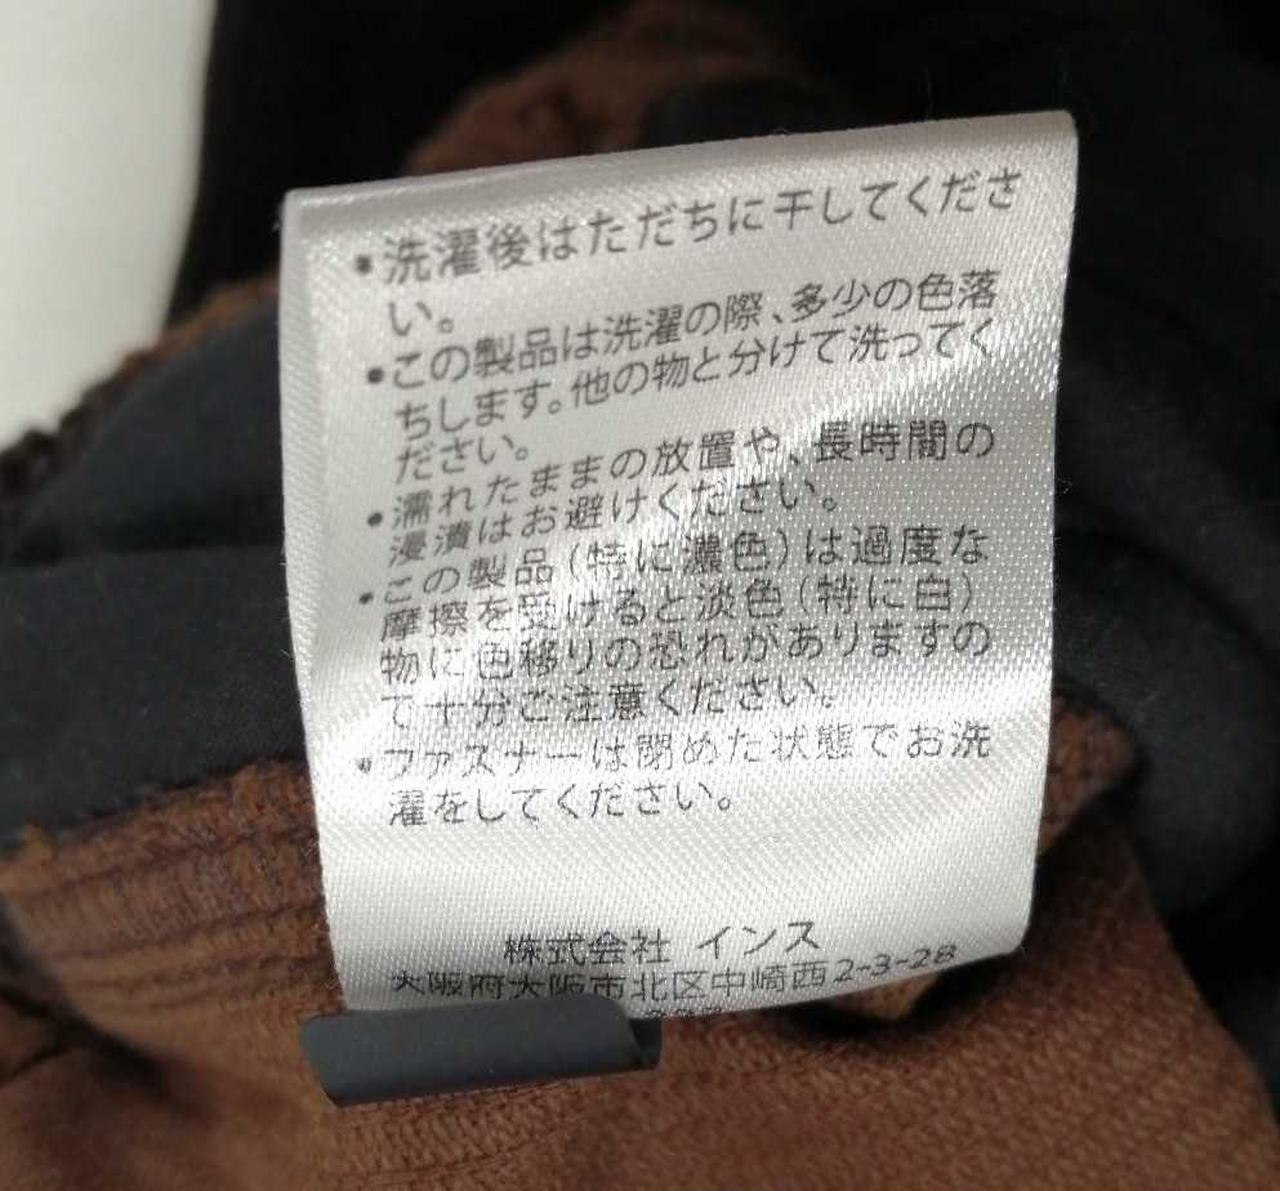 ・洗濯後はただちに干してくださ
い。
・この製品は洗濯の際、多少の色落
ちします。他の物と分けて洗ってく
ださい。
・濡れたままの放置や、長時間の
浸漬はお避けください。
・この製品(特に濃色)は過度な
摩擦を受けると淡色(特に白)
物に色移りの恐れがありますの
で十分ご注意ください。
・ファスナーは閉めた状態でお洗
濯をしてください。
株式会社 インス
大阪府大阪市北区中崎西2-3-28